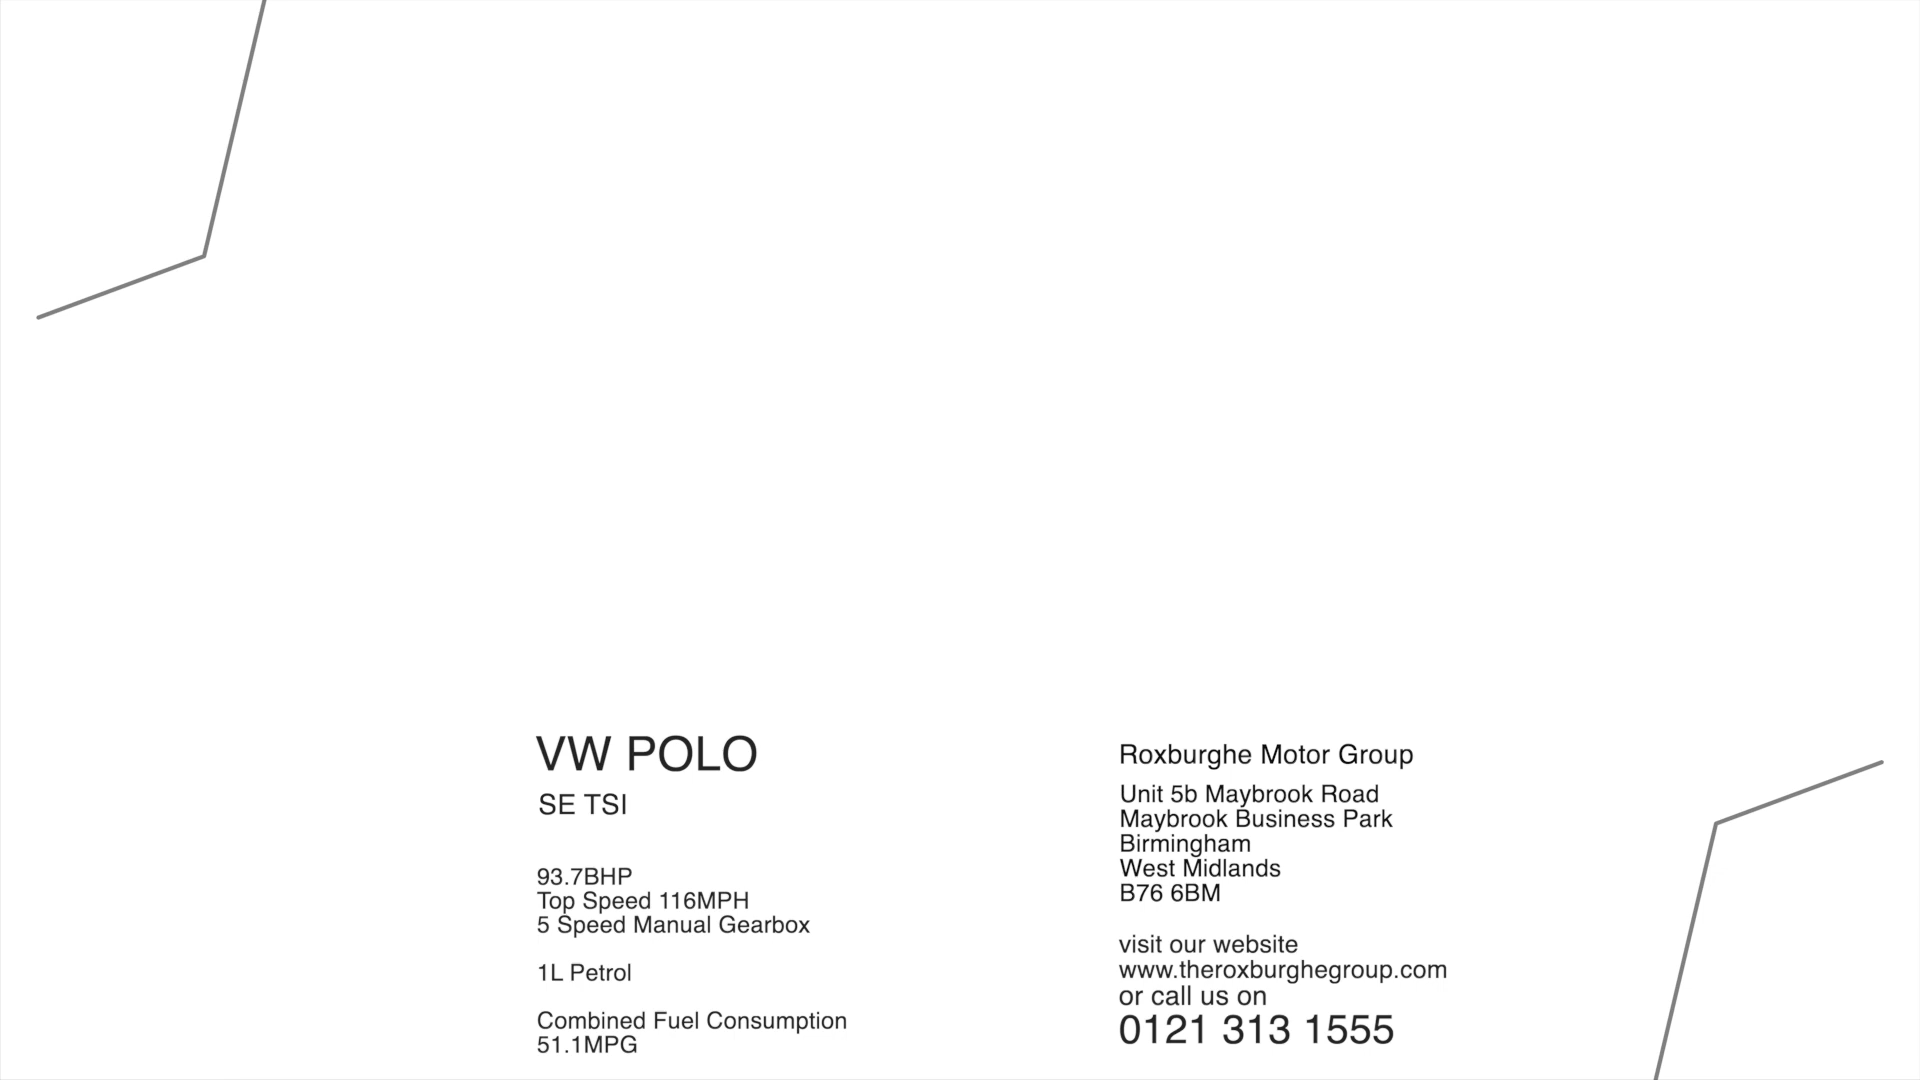 VW POLO
SE TSI
93.7BHP
Top Speed 116MPH
5 Speed Manual Gearbox
1L Petrol
Combined Fuel Consumption
51.1MPG
Roxburghe Motor Group
Unit 5b Maybrook Road
Maybrook Business Park
Birmingham
West Midlands
B76 6BM
visit our website
www.theroxburghegroup.com
or call us on
0121 313 1555